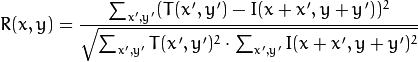 R(x, y) = \frac{\sum_{x',y'} (T(x', y') - I(x + x', y + y'))^2}{\sqrt{\sum_{x',y'} T(x', y')^2 \cdot \sum_{x',y'} I(x + x', y + y')^2}}